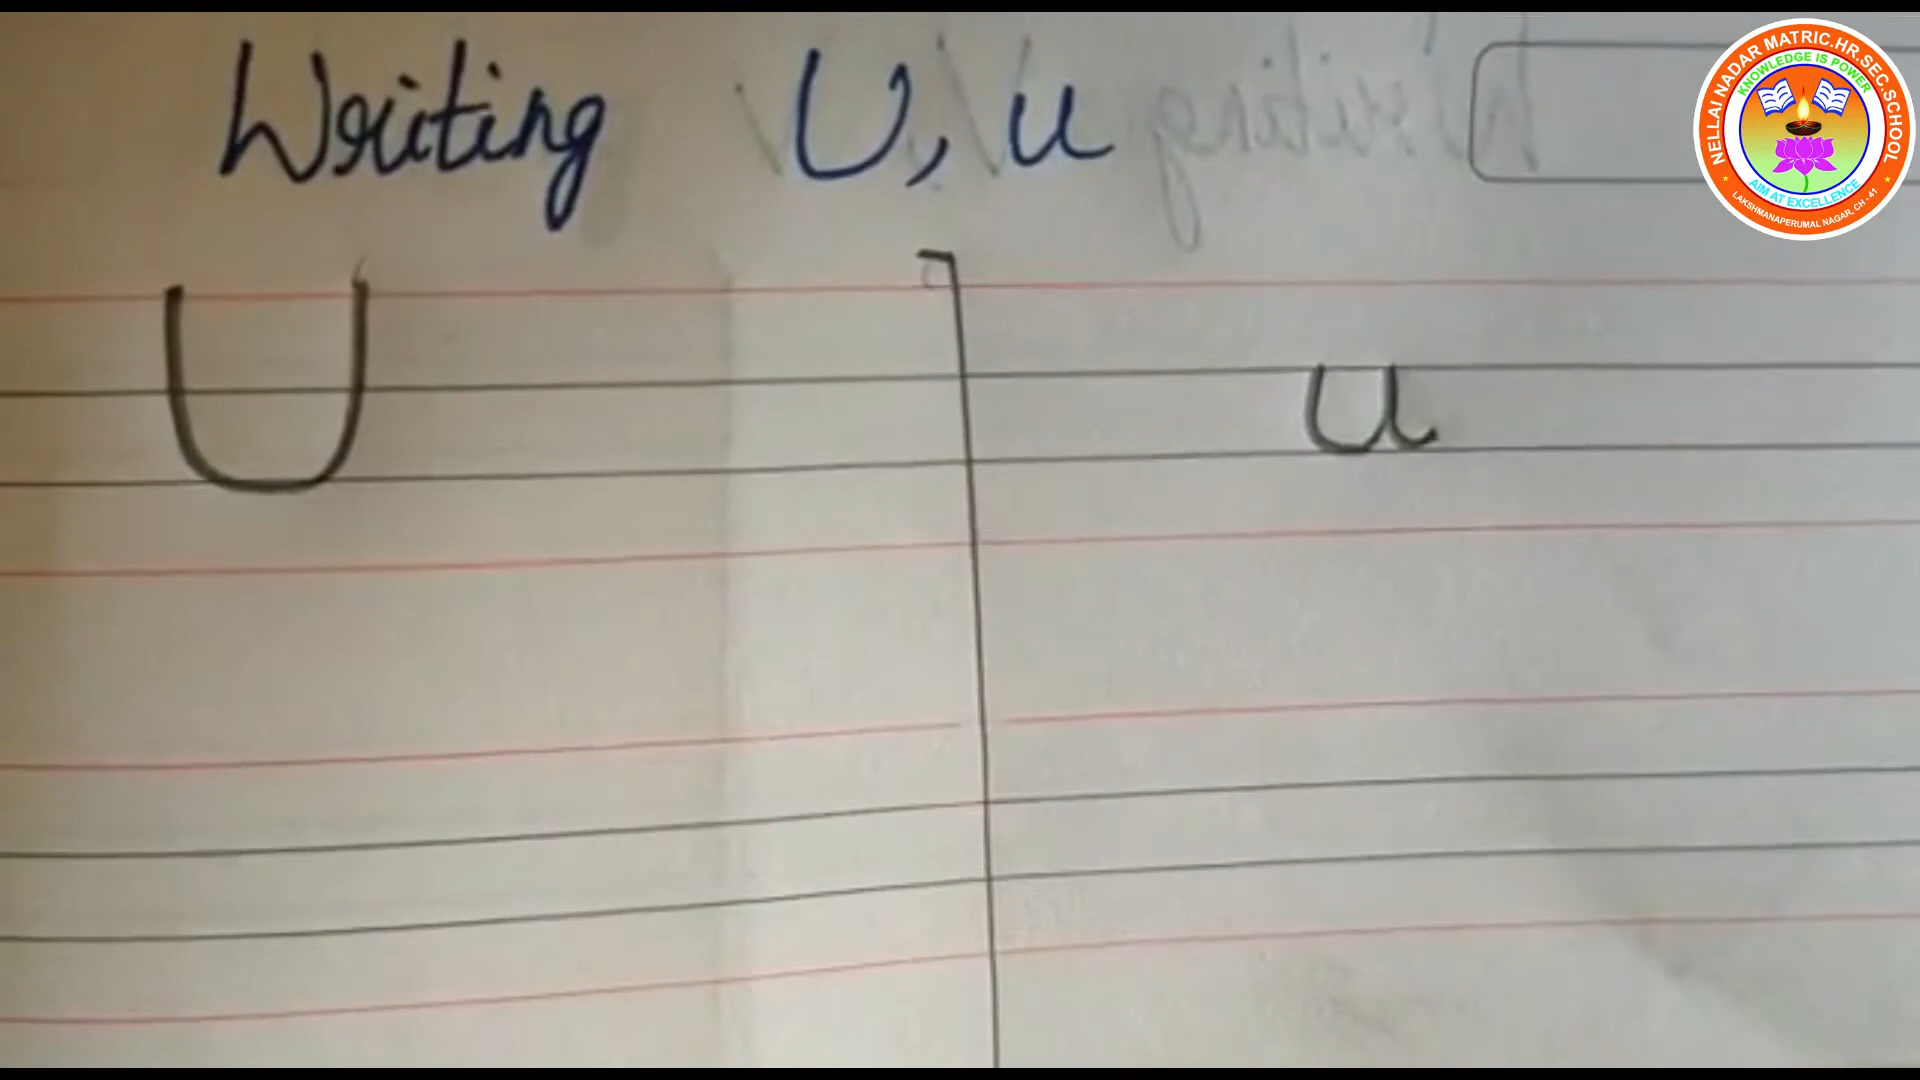 Writing U, u
U u
NELLAI NADAR MATRIC.HR.SEC.SCHOOL
KNOWLEDGE IS POWER
AIM AT EXCELLENCE
LAKSHMANAPERUMAL NAGAR, CH - 41